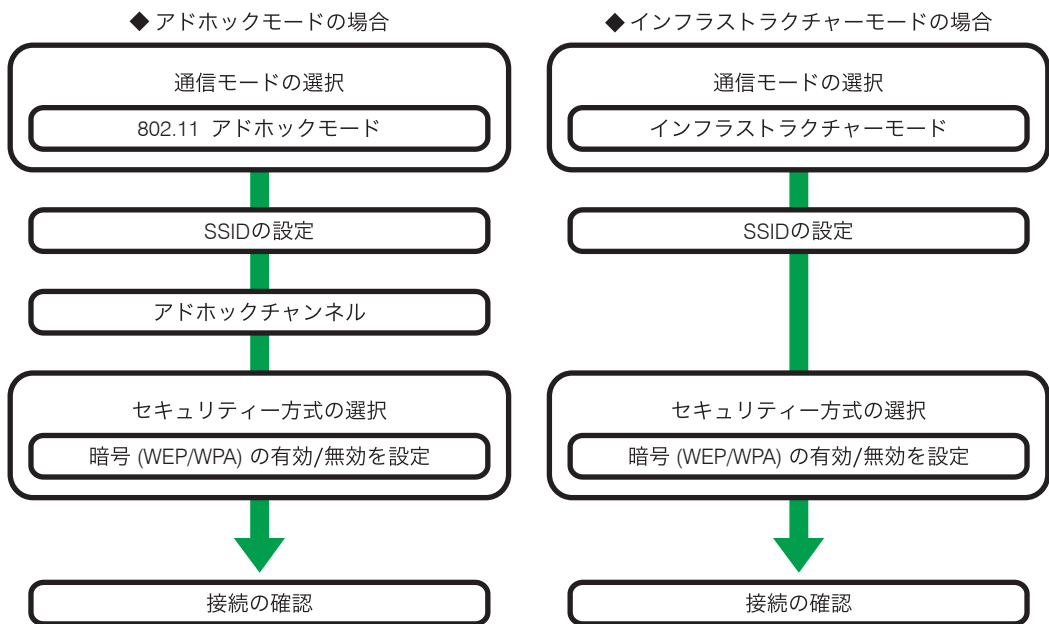 ◆ アドホックモードの場合
通信モードの選択
802.11 アドホックモード
SSIDの設定
アドホックチャンネル
セキュリティー方式の選択
暗号 (WEP/WPA) の有効/無効を設定
接続の確認
◆ インフラストラクチャーモードの場合
通信モードの選択
インフラストラクチャーモード
SSIDの設定
セキュリティー方式の選択
暗号 (WEP/WPA) の有効/無効を設定
接続の確認